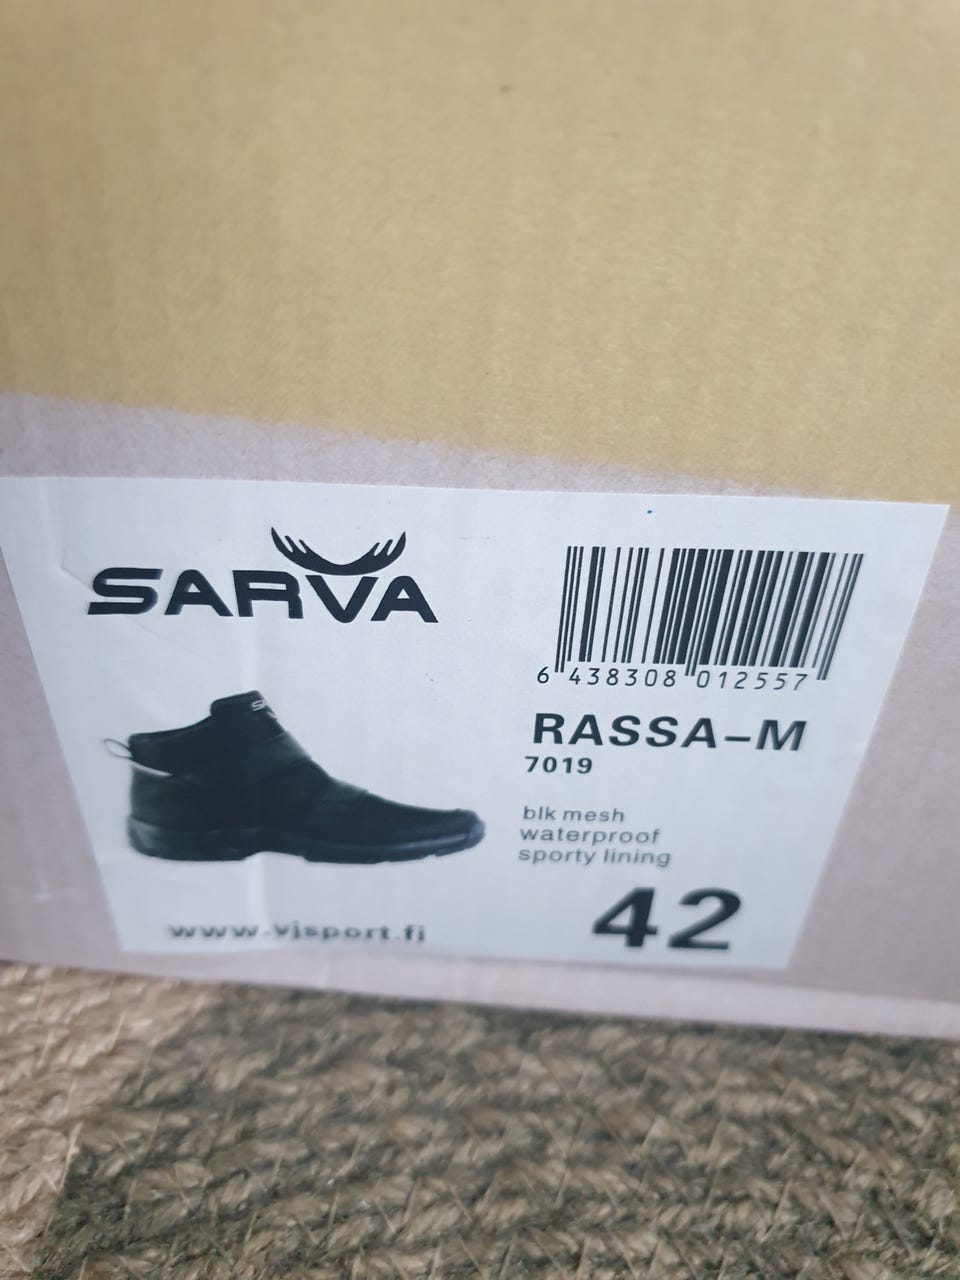 SARVA
6 438308 012557
RASSA-M
7019
blk mesh
waterproof
sporty lining
42
www.vjsport.fi